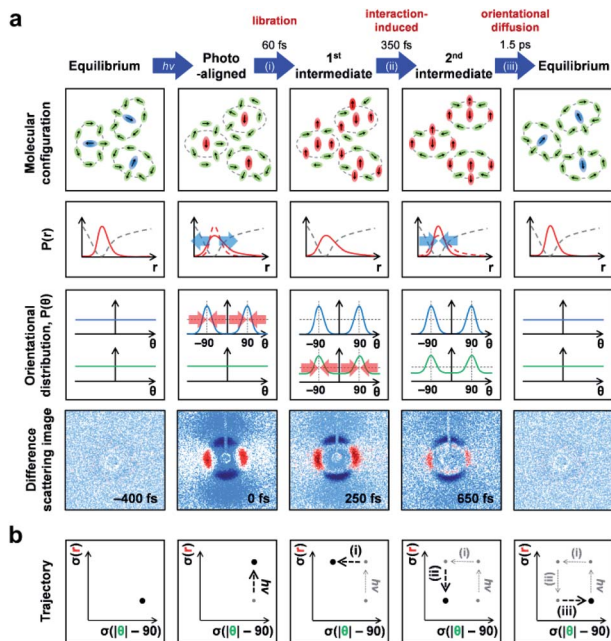 a
libration
interaction-
induced
orientational
diffusion
60 fs
350 fs
1.5 ps
Equilibrium
hν
Photo
-aligned
(i)
1st
intermediate
(ii)
2nd
intermediate
(iii)
Equilibrium
Molecular
configuration
P(r)
r
r
r
r
r
Orientational
distribution, P(θ)
θ
−90
90
θ
−90
90
θ
−90
90
θ
θ
θ
θ
−90
90
θ
−90
90
θ
θ
Difference
scattering image
−400 fs
0 fs
250 fs
650 fs
b
Trajectory
σ(r)
σ(|θ| − 90)
σ(r)
hν
σ(|θ| − 90)
σ(r)
(i)
hν
σ(|θ| − 90)
σ(r)
(i)
(ii)
hν
σ(|θ| − 90)
σ(r)
(i)
(ii)
hν
(iii)
σ(|θ| − 90)